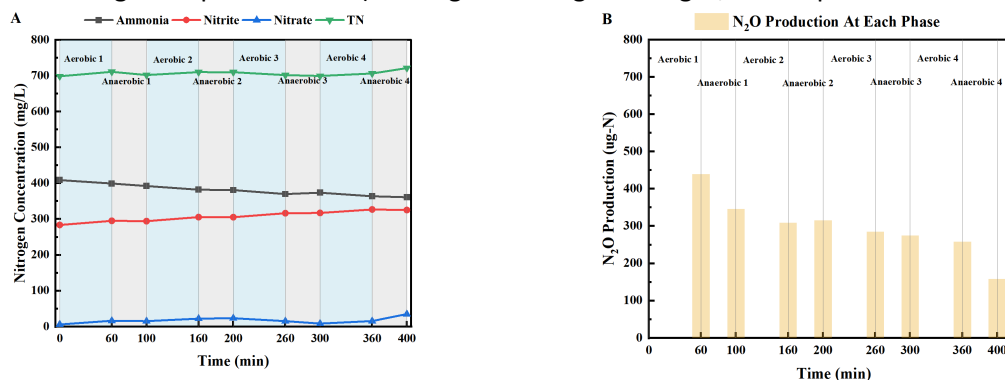 A
Ammonia Nitrite Nitrate TN
800
700
600
500
400
300
200
100
0
Nitrogen Concentration (mg/L)
Aerobic 1 Aerobic 2 Aerobic 3 Aerobic 4
Anaerobic 1 Anaerobic 2 Anaerobic 3 Anaerobic 4
0 60 100 160 200 260 300 360 400
Time (min)
B
N₂O Production At Each Phase
800
700
600
500
400
300
200
100
0
N₂O Production (ug-N)
Aerobic 1 Aerobic 2 Aerobic 3 Aerobic 4
Anaerobic 1 Anaerobic 2 Anaerobic 3 Anaerobic 4
0 60 100 160 200 260 300 360 400
Time (min)